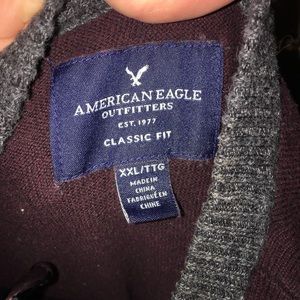 AMERICAN EAGLE
OUTFITTERS
EST. 1977
CLASSIC FIT
XXL/TTG
MADE IN
CHINA
FABRIQUÉ EN
CHINE